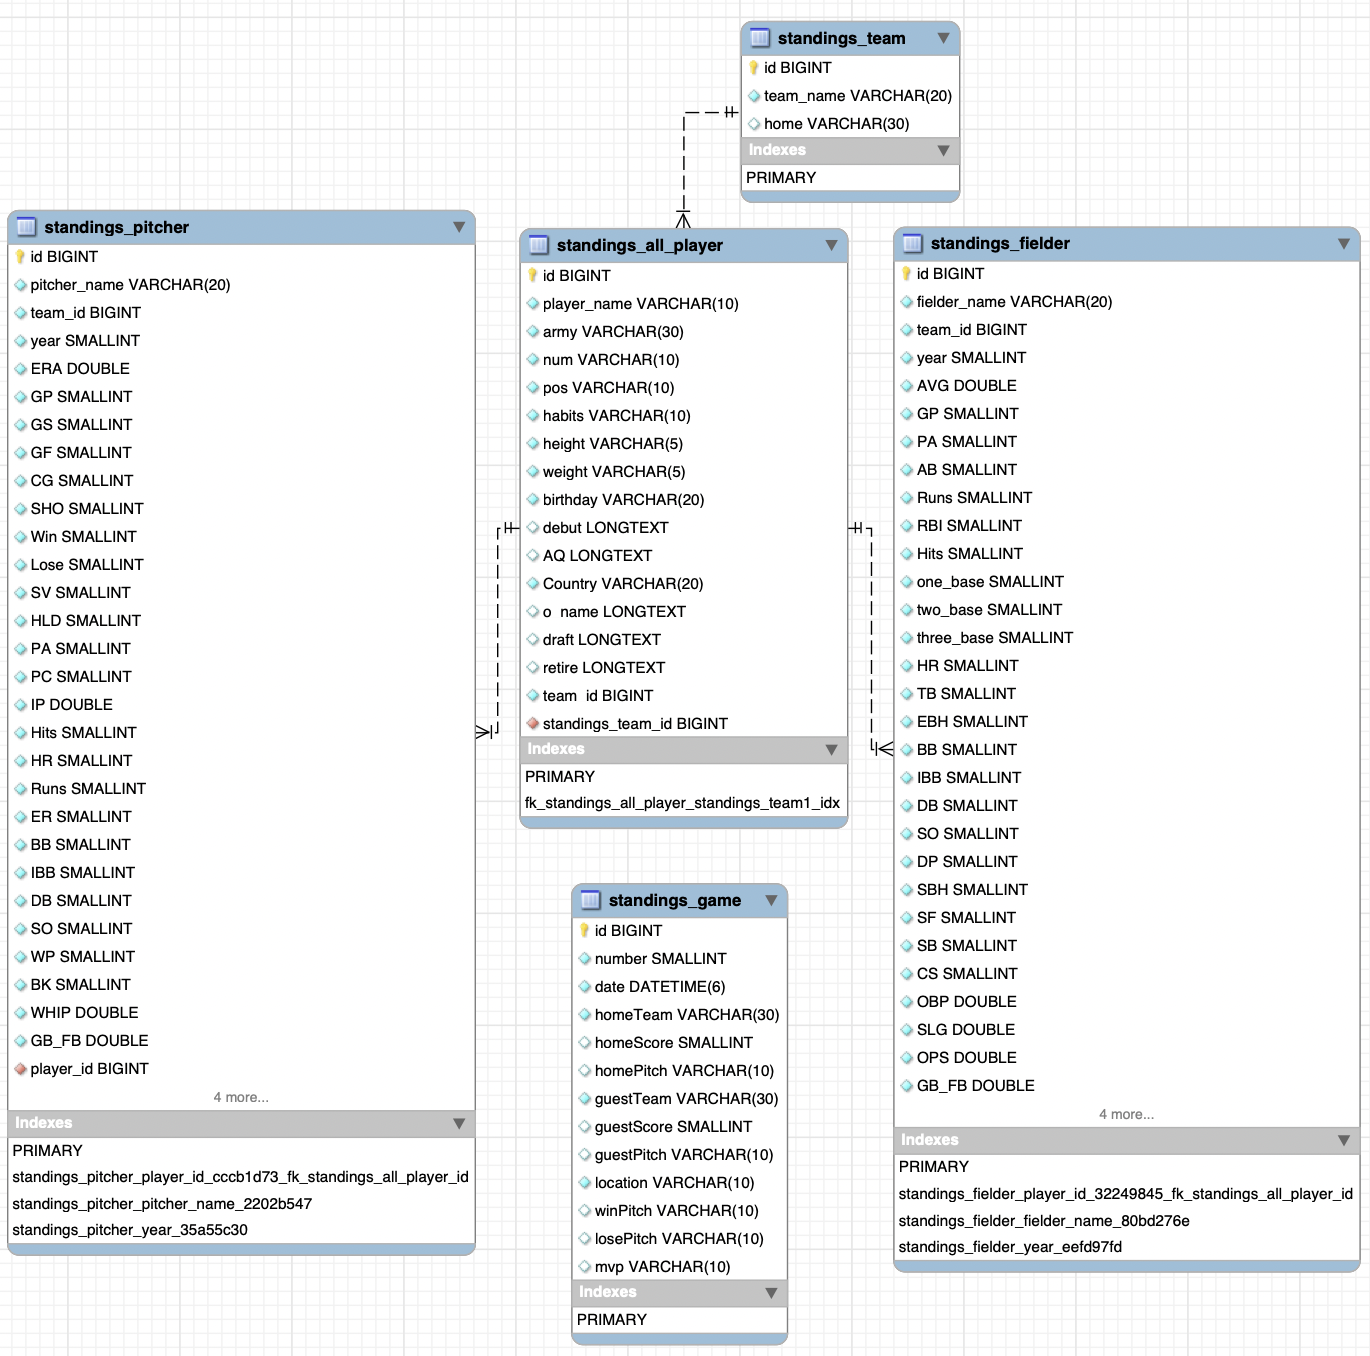 standings_team
id BIGINT
team_name VARCHAR(20)
home VARCHAR(30)
Indexes
PRIMARY
standings_pitcher
id BIGINT
pitcher_name VARCHAR(20)
team_id BIGINT
year SMALLINT
ERA DOUBLE
GP SMALLINT
GS SMALLINT
GF SMALLINT
CG SMALLINT
SHO SMALLINT
Win SMALLINT
Lose SMALLINT
SV SMALLINT
HLD SMALLINT
PA SMALLINT
PC SMALLINT
IP DOUBLE
Hits SMALLINT
HR SMALLINT
Runs SMALLINT
ER SMALLINT
BB SMALLINT
IBB SMALLINT
DB SMALLINT
SO SMALLINT
WP SMALLINT
BK SMALLINT
WHIP DOUBLE
GB_FB DOUBLE
player_id BIGINT
4 more...
Indexes
PRIMARY
standings_pitcher_player_id_cccb1d73_fk_standings_all_player_id
standings_pitcher_pitcher_name_2202b547
standings_pitcher_year_35a55c30
standings_all_player
id BIGINT
player_name VARCHAR(10)
army VARCHAR(30)
num VARCHAR(10)
pos VARCHAR(10)
habits VARCHAR(10)
height VARCHAR(5)
weight VARCHAR(5)
birthday VARCHAR(20)
debut LONGTEXT
AQ LONGTEXT
Country VARCHAR(20)
o_name LONGTEXT
draft LONGTEXT
retire LONGTEXT
team_id BIGINT
standings_team_id BIGINT
Indexes
PRIMARY
fk_standings_all_player_standings_team1_idx
standings_game
id BIGINT
number SMALLINT
date DATETIME(6)
homeTeam VARCHAR(30)
homeScore SMALLINT
homePitch VARCHAR(10)
guestTeam VARCHAR(30)
guestScore SMALLINT
guestPitch VARCHAR(10)
location VARCHAR(10)
winPitch VARCHAR(10)
losePitch VARCHAR(10)
mvp VARCHAR(10)
Indexes
PRIMARY
standings_fielder
id BIGINT
fielder_name VARCHAR(20)
team_id BIGINT
year SMALLINT
AVG DOUBLE
GP SMALLINT
PA SMALLINT
AB SMALLINT
Runs SMALLINT
RBI SMALLINT
Hits SMALLINT
one_base SMALLINT
two_base SMALLINT
three_base SMALLINT
HR SMALLINT
TB SMALLINT
EBH SMALLINT
BB SMALLINT
IBB SMALLINT
DB SMALLINT
SO SMALLINT
DP SMALLINT
SBH SMALLINT
SF SMALLINT
SB SMALLINT
CS SMALLINT
OBP DOUBLE
SLG DOUBLE
OPS DOUBLE
GB_FB DOUBLE
4 more...
Indexes
PRIMARY
standings_fielder_player_id_32249845_fk_standings_all_player_id
standings_fielder_fielder_name_80bd276e
standings_fielder_year_eefd97fd